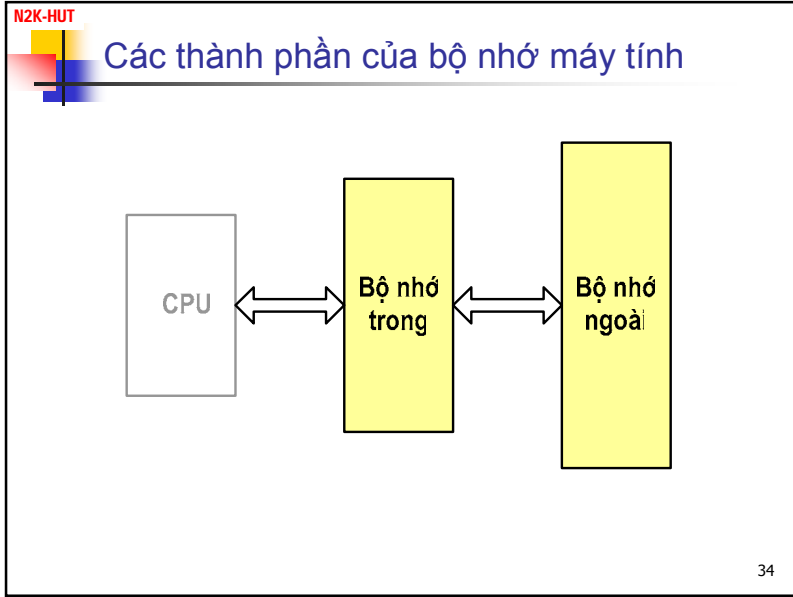 N2K-HUT
Các thành phần của bộ nhớ máy tính
CPU
Bộ nhớ
trong
Bộ nhớ
ngoài
34